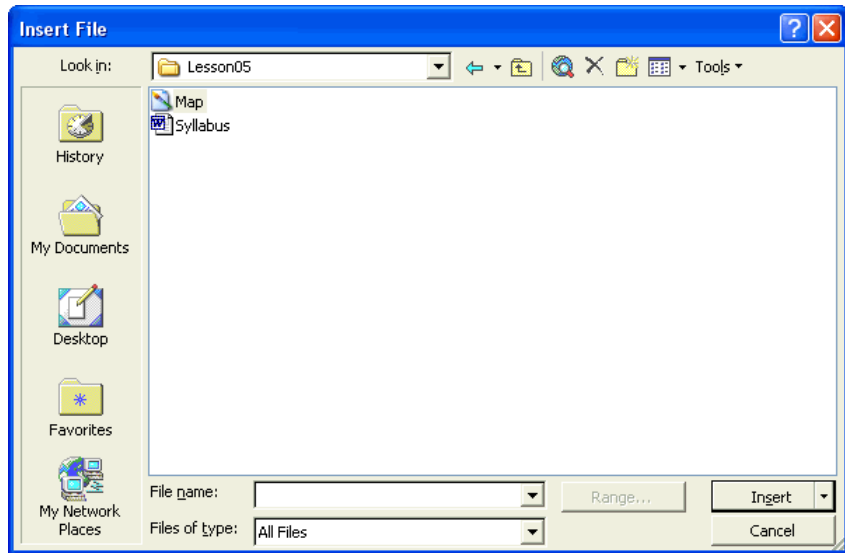 Insert File
Look in: Lesson05 Tools
Map
Syllabus
History
My Documents
Desktop
Favorites
My Network
Places
File name: Range... Insert
Files of type: All Files Cancel